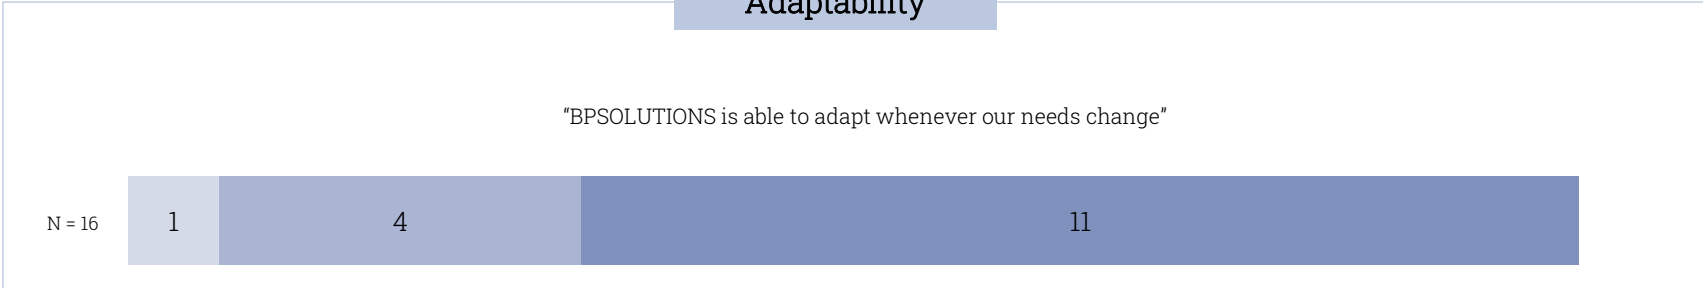 Adaptability
“BPSOLUTIONS is able to adapt whenever our needs change”
N = 16
1
4
11